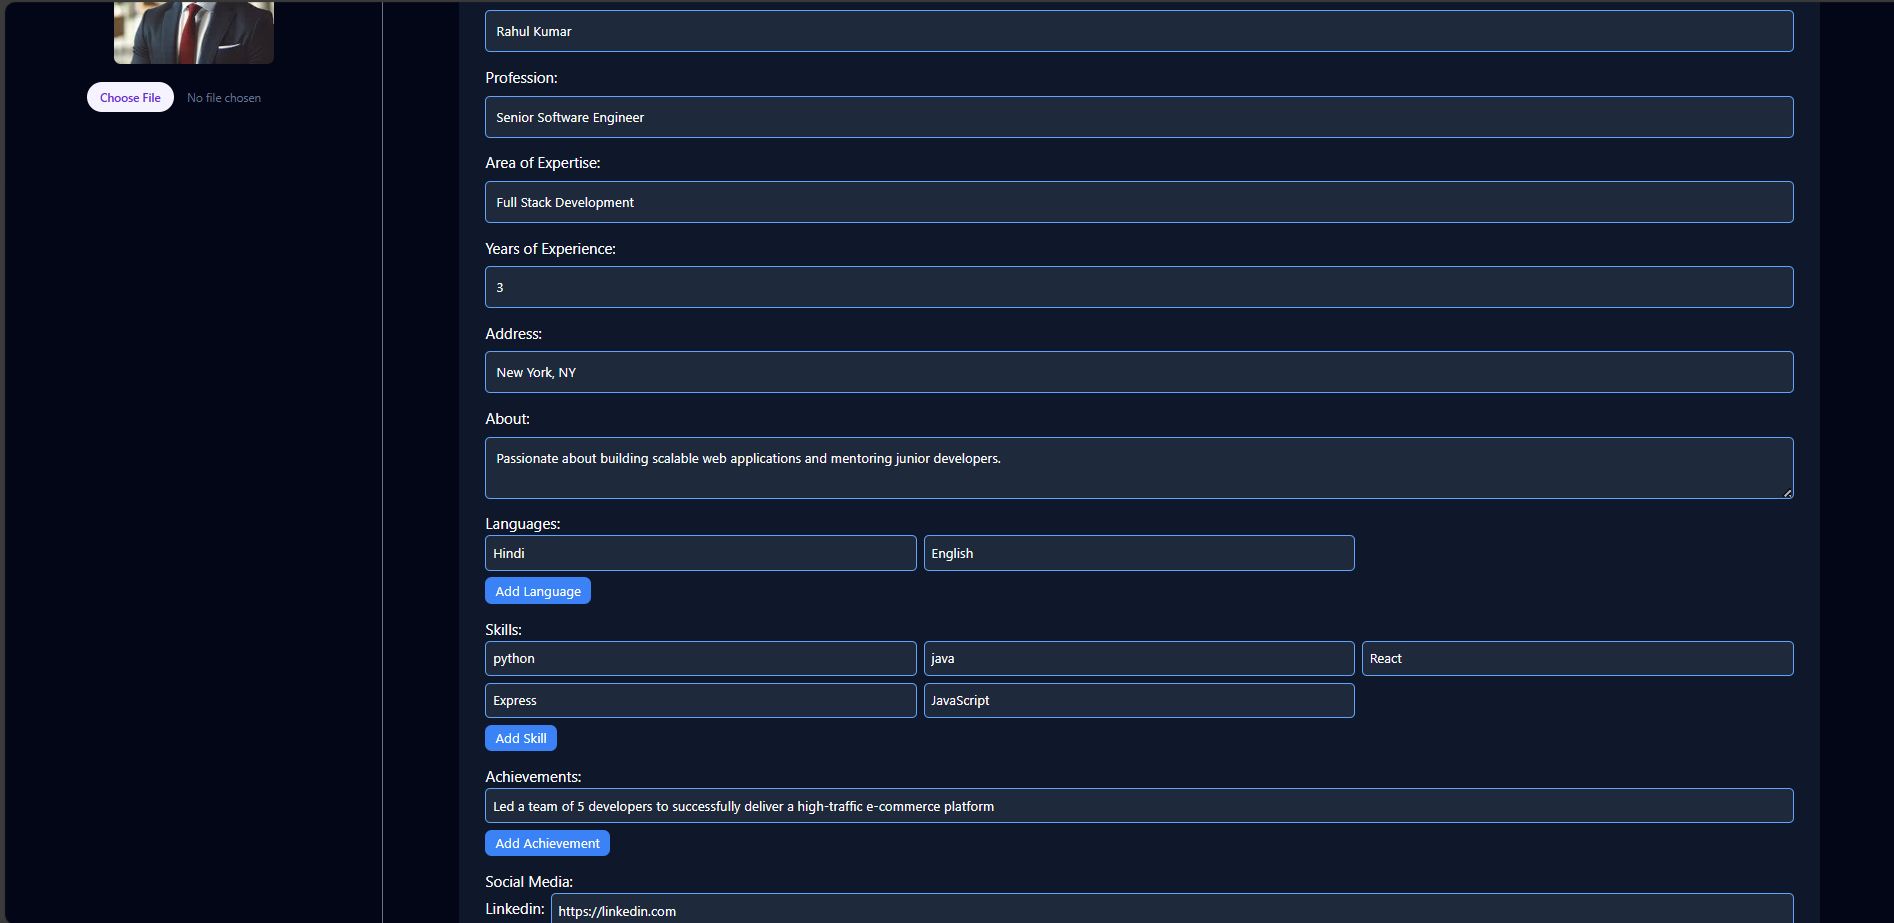 Choose File No file chosen
Rahul Kumar
Profession:
Senior Software Engineer
Area of Expertise:
Full Stack Development
Years of Experience:
3
Address:
New York, NY
About:
Passionate about building scalable web applications and mentoring junior developers.
Languages:
Hindi English
Add Language
Skills:
python java React
Express JavaScript
Add Skill
Achievements:
Led a team of 5 developers to successfully deliver a high-traffic e-commerce platform
Add Achievement
Social Media:
Linkedin: https://linkedin.com